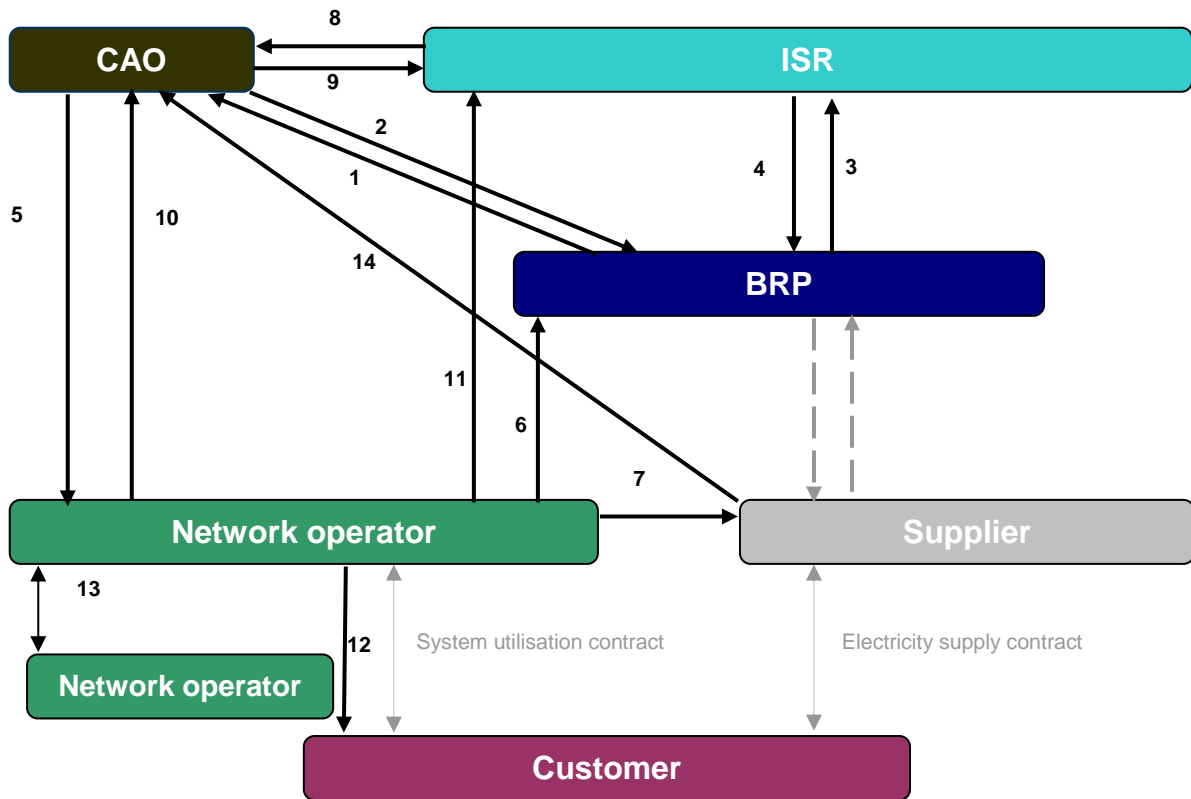 8
CAO
ISR
9
2
1
4
3
5
10
14
BRP
11
6
7
Network operator
Supplier
13
12
System utilisation contract
Electricity supply contract
Network operator
Customer